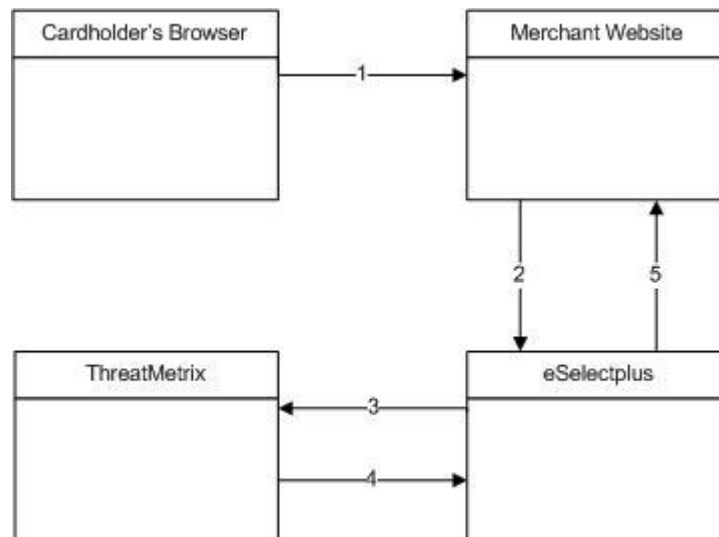 Cardholder's Browser
Merchant Website
1
2
5
ThreatMetrix
eSelectplus
3
4